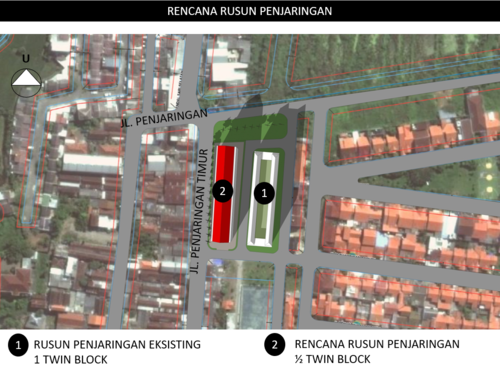 RENCANA RUSUN PENJARINGAN
U
JL. PENJARINGAN
JL. PENJARINGAN TIMUR
2
1
1 RUSUN PENJARINGAN EKSISTING
1 TWIN BLOCK
2 RENCANA RUSUN PENJARINGAN
½ TWIN BLOCK